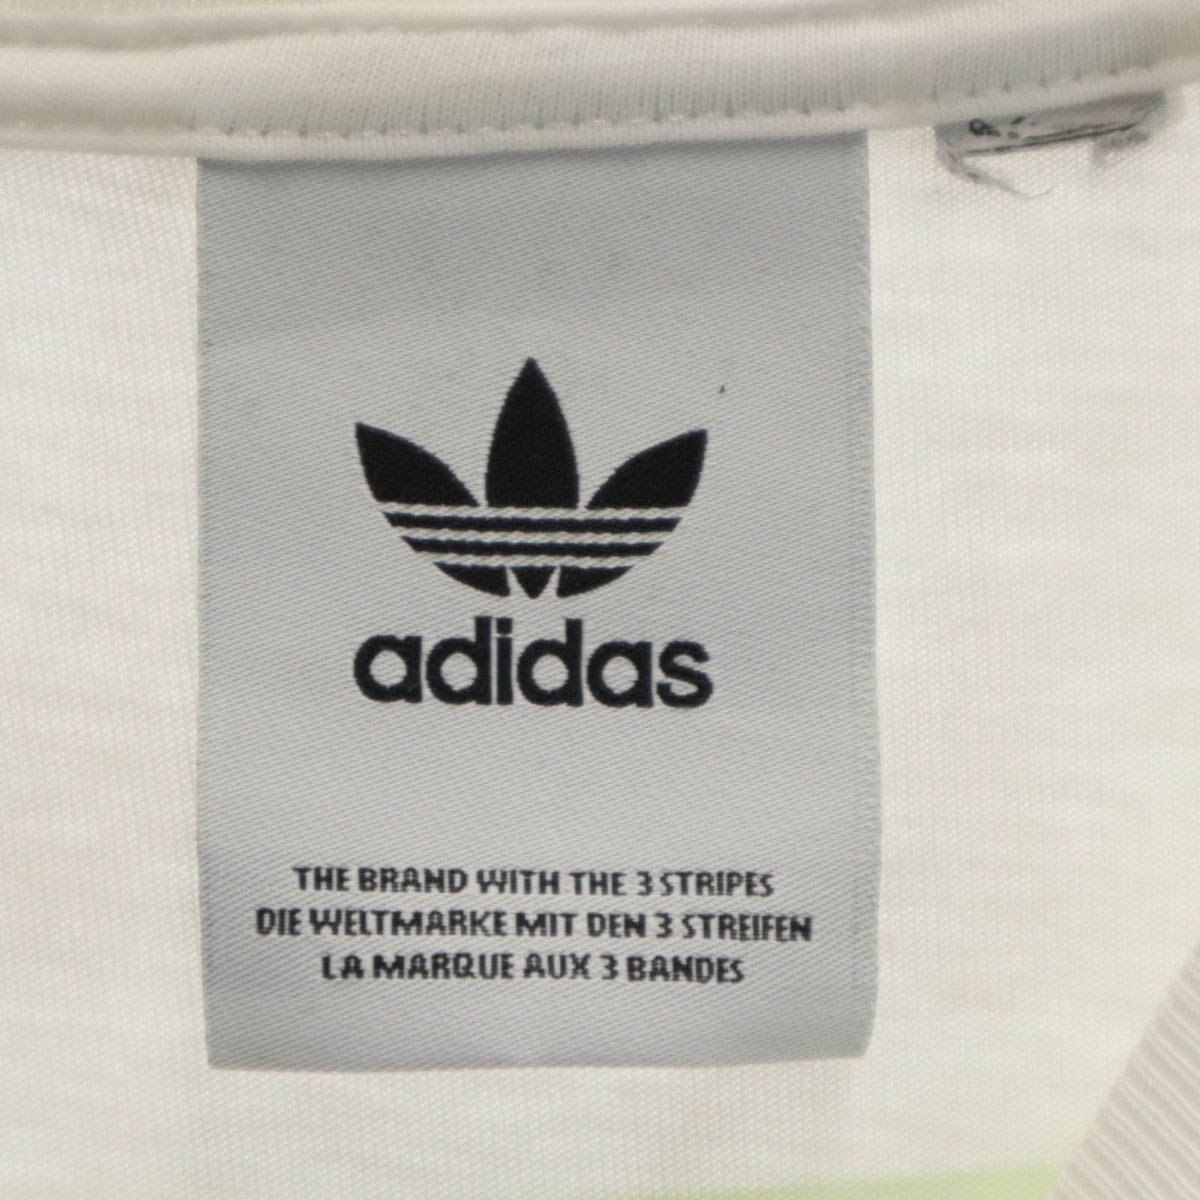 adidas
THE BRAND WITH THE 3 STRIPES
DIE WELTMARKE MIT DEN 3 STREIFEN
LA MARQUE AUX 3 BANDES